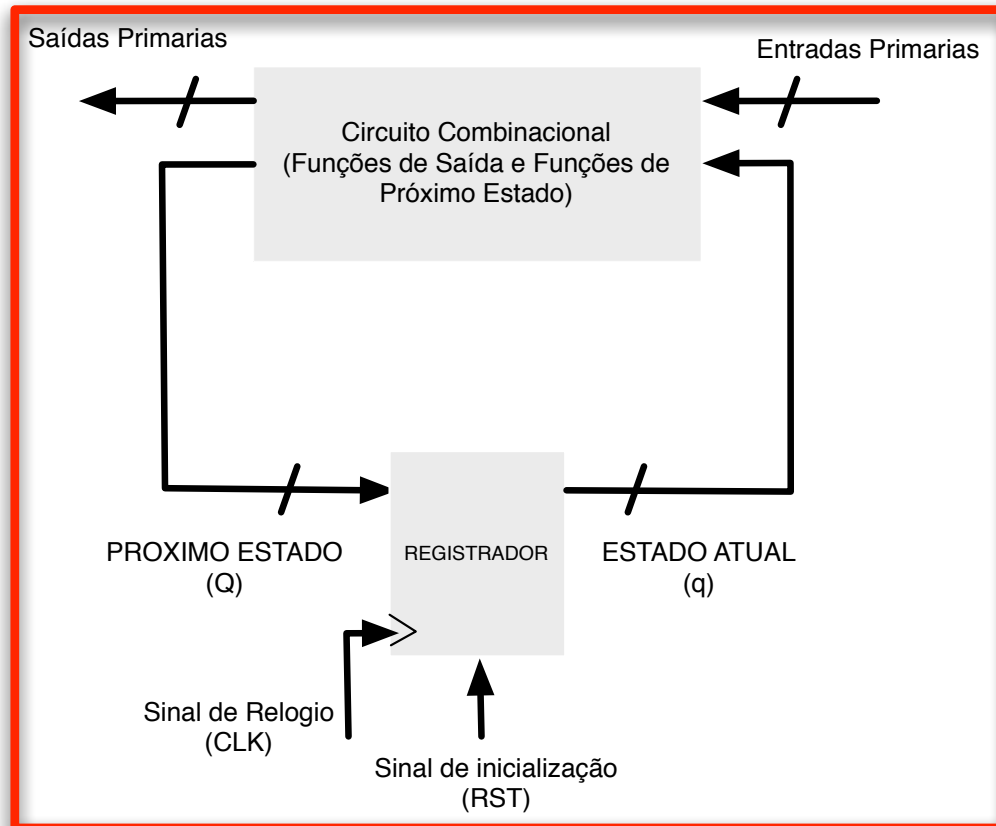 Saídas Primarias
Entradas Primarias
Circuito Combinacional
(Funções de Saída e Funções de
Próximo Estado)
PROXIMO ESTADO
(Q)
REGISTRADOR
ESTADO ATUAL
(q)
Sinal de Relogio
(CLK)
Sinal de inicialização
(RST)